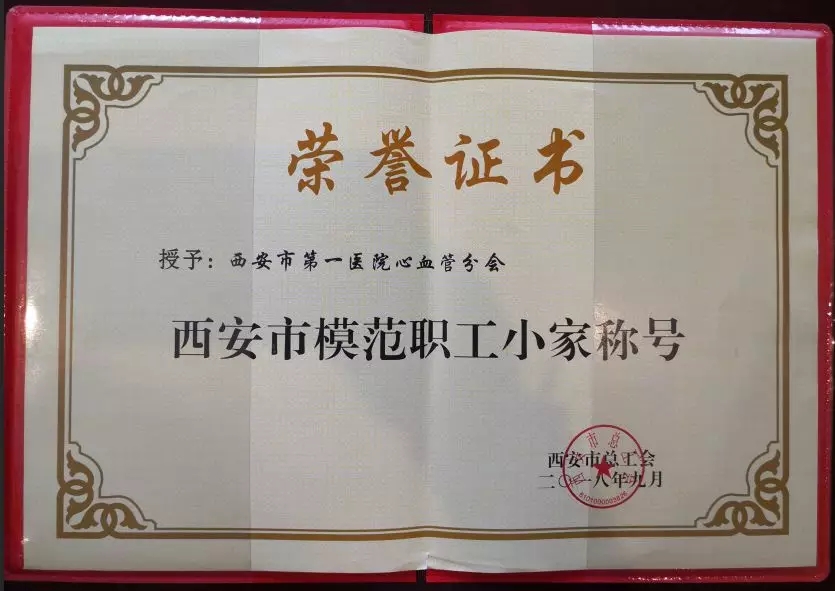 荣誉证书
授予：西安市第一医院心血管分会
西安市模范职工小家称号
西安市总工会
二〇一八年九月